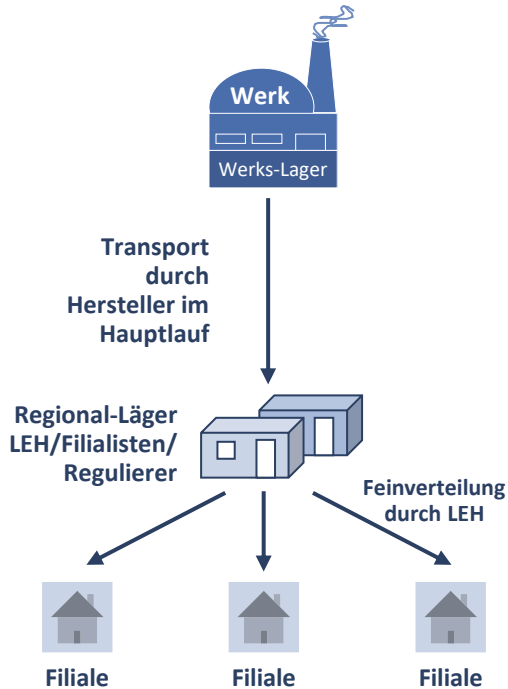 Werk
Werks-Lager
Transport
durch
Hersteller im
Hauptlauf
Regional-Läger
LEH/Filialisten/
Regulierer
Feinverteilung
durch LEH
Filiale
Filiale
Filiale